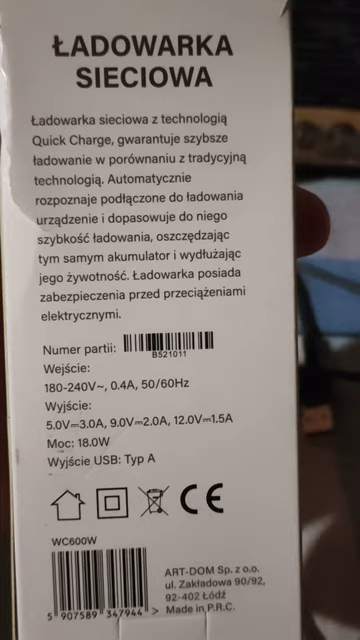 ŁADOWARKA
SIECIOWA
Ładowarka sieciowa z technologią
Quick Charge, gwarantuje szybsze
ładowanie w porównaniu z tradycyjną
technologią. Automatycznie
rozpoznaje podłączone do ładowania
urządzenie i dopasowuje do niego
szybkość ładowania, oszczędzając
tym samym akumulator i wydłużając
jego żywotność. Ładowarka posiada
zabezpieczenia przed przeciążeniami
elektrycznymi.
Numer partii:
B521011
Wejście:
180-240V~, 0.4A, 50/60Hz
Wyjście:
5.0V⎓3.0A, 9.0V⎓2.0A, 12.0V⎓1.5A
Moc: 18.0W
Wyjście USB: Typ A
CE
WC600W
5 907589 347944 >
ART-DOM Sp. z o.o.
ul. Zakładowa 90/92,
92-402 Łódź
Made in P.R.C.